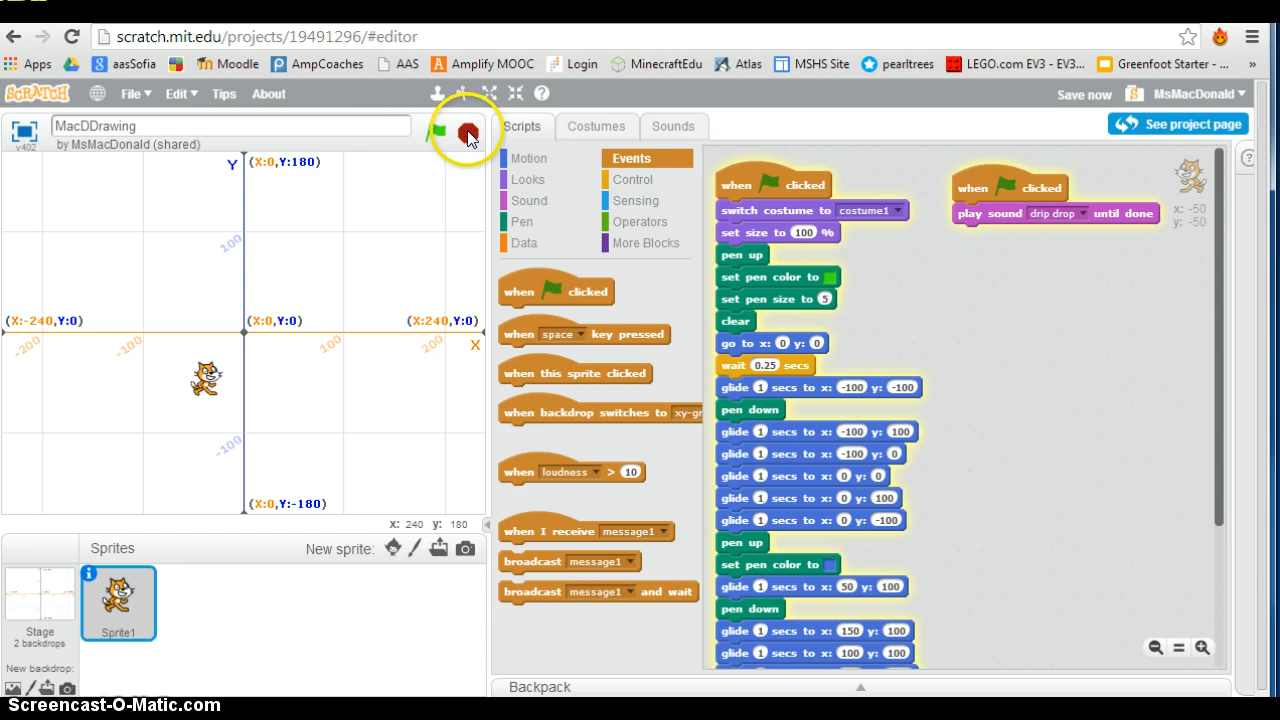 scratch.mit.edu/projects/19491296/#editor
Apps aasSofia Moodle AmpCoaches AAS Amplify MOOC Login MinecraftEdu Atlas MSHS Site pearltrees LEGO.com EV3 - EV3... Greenfoot Starter - ... »
SCRATCH File Edit Tips About Save now MsMacDonald
MacDDrawing
v402 by MsMacDonald (shared)
Scripts Costumes Sounds See project page
Y (X:0,Y:180)
100
(X:-240,Y:0) (X:0,Y:0) (X:240,Y:0)
-200 -100 100 200 X
-100
(X:0,Y:-180)
x: 240 y: 180
Sprites New sprite:
Stage
2 backdrops
Sprite1
New backdrop:
Motion Events
Looks Control
Sound Sensing
Pen Operators
Data More Blocks
when clicked
when space key pressed
when this sprite clicked
when backdrop switches to xy-gr
when loudness > 10
when I receive message1
broadcast message1
broadcast message1 and wait
when clicked
switch costume to costume1
set size to 100 %
pen up
set pen color to
set pen size to 5
clear
go to x: 0 y: 0
wait 0.25 secs
glide 1 secs to x: -100 y: -100
pen down
glide 1 secs to x: -100 y: 100
glide 1 secs to x: -100 y: 0
glide 1 secs to x: 0 y: 0
glide 1 secs to x: 0 y: 100
glide 1 secs to x: 0 y: -100
pen up
set pen color to
glide 1 secs to x: 50 y: 100
pen down
glide 1 secs to x: 150 y: 100
glide 1 secs to x: 100 y: 100
when clicked
play sound drip drop until done
x: -50
y: -50
Backpack
Screencast-O-Matic.com